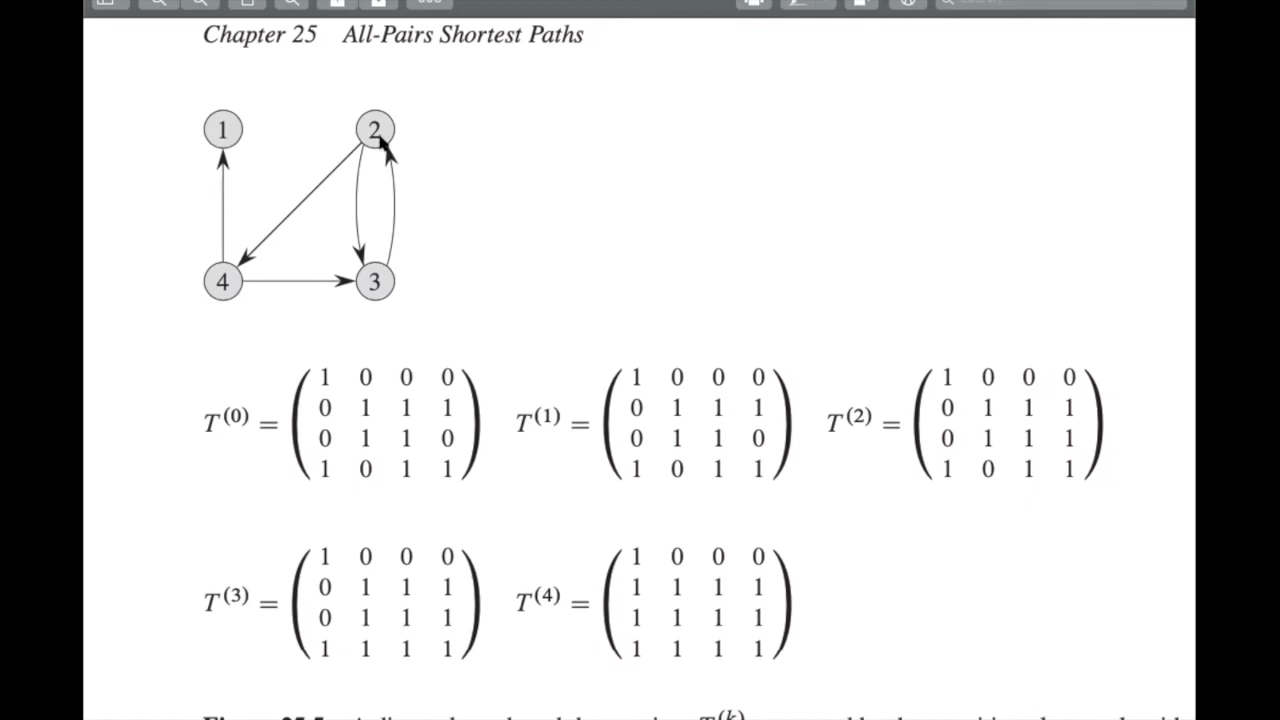 Chapter 25 All-Pairs Shortest Paths
1 2
4 3
1 0 0 0 1 0 0 0 1 0 0 0
0 1 1 1 0 1 1 1 0 1 1 1
T(0) = T(1) = T(2) =
0 1 1 0 0 1 1 0 0 1 1 1
1 0 1 1 1 0 1 1 1 0 1 1
1 0 0 0 1 0 0 0
0 1 1 1 1 1 1 1
T(3) = T(4) =
0 1 1 1 1 1 1 1
1 1 1 1 1 1 1 1
T(k)